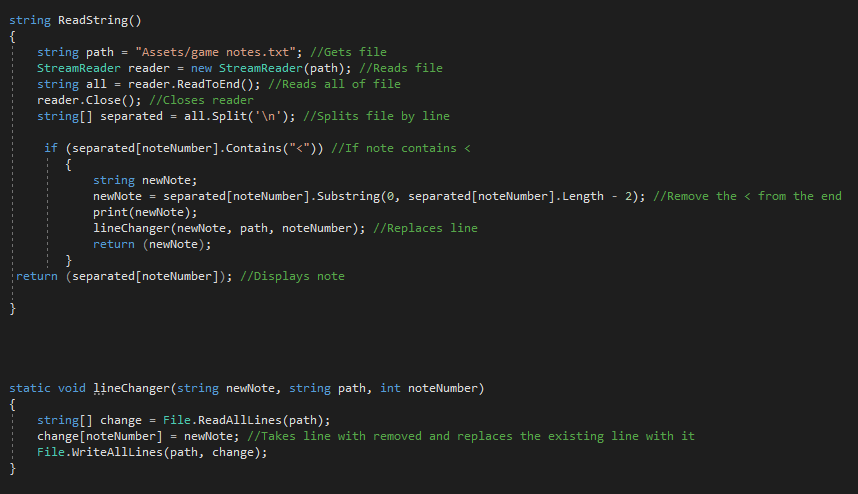 string ReadString()
{
string path = "Assets/game notes.txt"; //Gets file
StreamReader reader = new StreamReader(path); //Reads file
string all = reader.ReadToEnd(); //Reads all of file
reader.Close(); //Closes reader
string[] separated = all.Split('\n'); //Splits file by line
if (separated[noteNumber].Contains("<")) //If note contains <
{
string newNote;
newNote = separated[noteNumber].Substring(0, separated[noteNumber].Length - 2); //Remove the < from the end
print(newNote);
lineChanger(newNote, path, noteNumber); //Replaces line
return (newNote);
}
return (separated[noteNumber]); //Displays note
}
static void lineChanger(string newNote, string path, int noteNumber)
{
string[] change = File.ReadAllLines(path);
change[noteNumber] = newNote; //Takes line with removed and replaces the existing line with it
File.WriteAllLines(path, change);
}